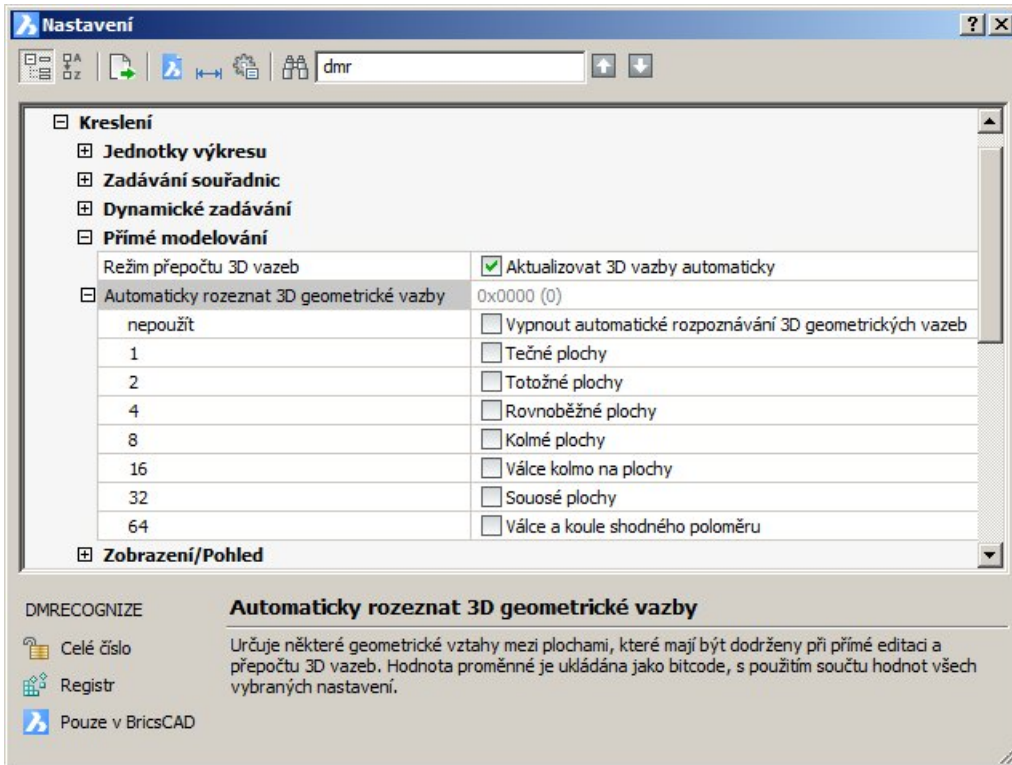 Nastavení
dmr
Kreslení
Jednotky výkresu
Zadávání souřadnic
Dynamické zadávání
Přímé modelování
Režim přepočtu 3D vazeb Aktualizovat 3D vazby automaticky
Automaticky rozeznat 3D geometrické vazby 0x0000 (0)
nepoužít Vypnout automatické rozpoznávání 3D geometrických vazeb
1 Tečné plochy
2 Totožné plochy
4 Rovnoběžné plochy
8 Kolmé plochy
16 Válce kolmo na plochy
32 Souosé plochy
64 Válce a koule shodného poloměru
Zobrazení/Pohled
DMRECOGNIZE
Celé číslo
Registr
Pouze v BricsCAD
Automaticky rozeznat 3D geometrické vazby
Určuje některé geometrické vztahy mezi plochami, které mají být dodrženy při přímé editaci a
přepočtu 3D vazeb. Hodnota proměnné je ukládána jako bitcode, s použitím součtu hodnot všech
vybraných nastavení.